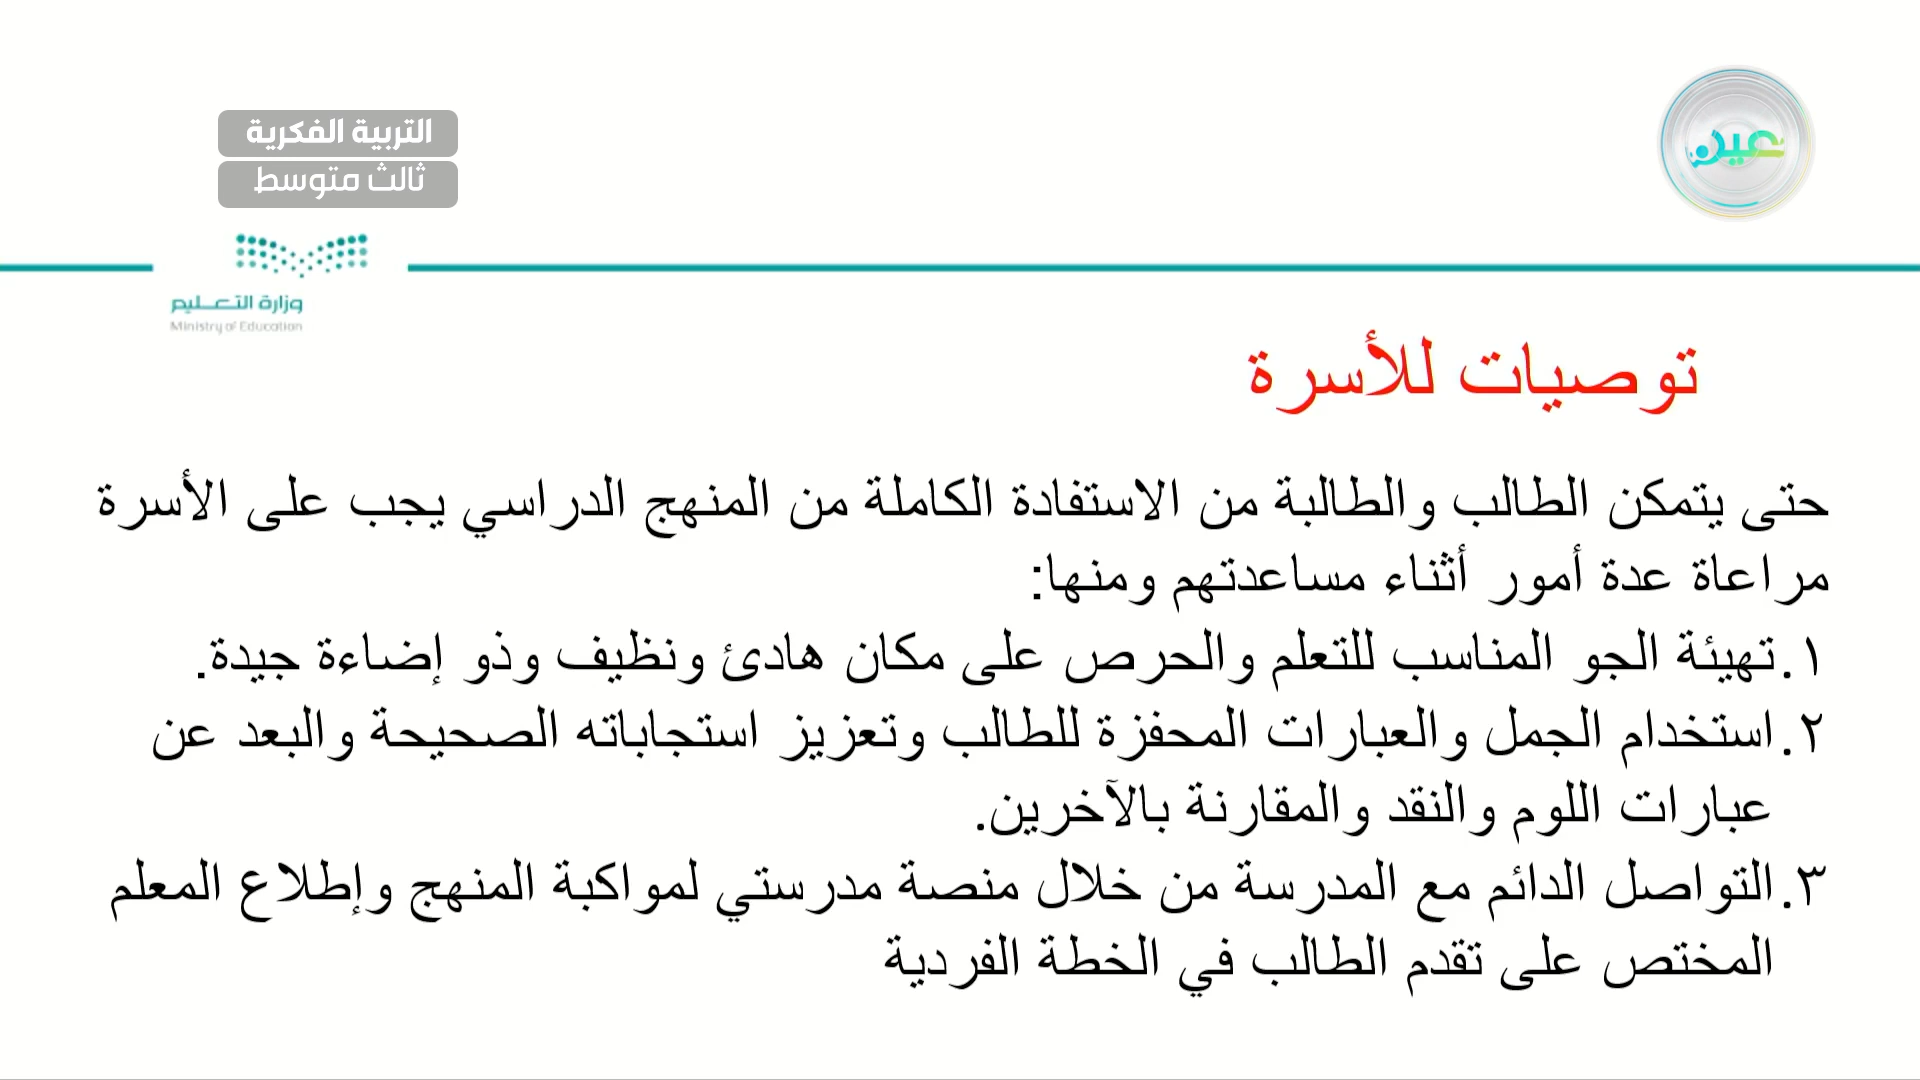 عين
التربية الفكرية
ثالث متوسط
وزارة التعليم
Ministry of Education
توصيات للأسرة
حتى يتمكن الطالب والطالبة من الاستفادة الكاملة من المنهج الدراسي يجب على الأسرة
مراعاة عدة أمور أثناء مساعدتهم ومنها:
١. تهيئة الجو المناسب للتعلم والحرص على مكان هادئ ونظيف وذو إضاءة جيدة.
٢. استخدام الجمل والعبارات المحفزة للطالب وتعزيز استجاباته الصحيحة والبعد عن
عبارات اللوم والنقد والمقارنة بالآخرين.
٣. التواصل الدائم مع المدرسة من خلال منصة مدرستي لمواكبة المنهج وإطلاع المعلم
المختص على تقدم الطالب في الخطة الفردية